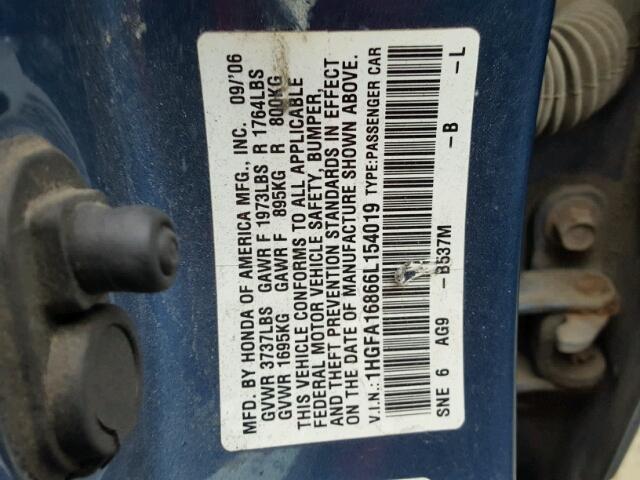 MFD. BY HONDA OF AMERICA MFG., INC. 09/'06
GVWR 3737LBS GAWR F 1973LBS R 1764LBS
GVWR 1695KG GAWR F 895KG R 800KG
THIS VEHICLE CONFORMS TO ALL APPLICABLE
FEDERAL MOTOR VEHICLE SAFETY, BUMPER,
AND THEFT PREVENTION STANDARDS IN EFFECT
ON THE DATE OF MANUFACTURE SHOWN ABOVE.
V.I.N.: 1HGFA16866L154019 TYPE:PASSENGER CAR
SNE 6 AG9 -B537M -B -L